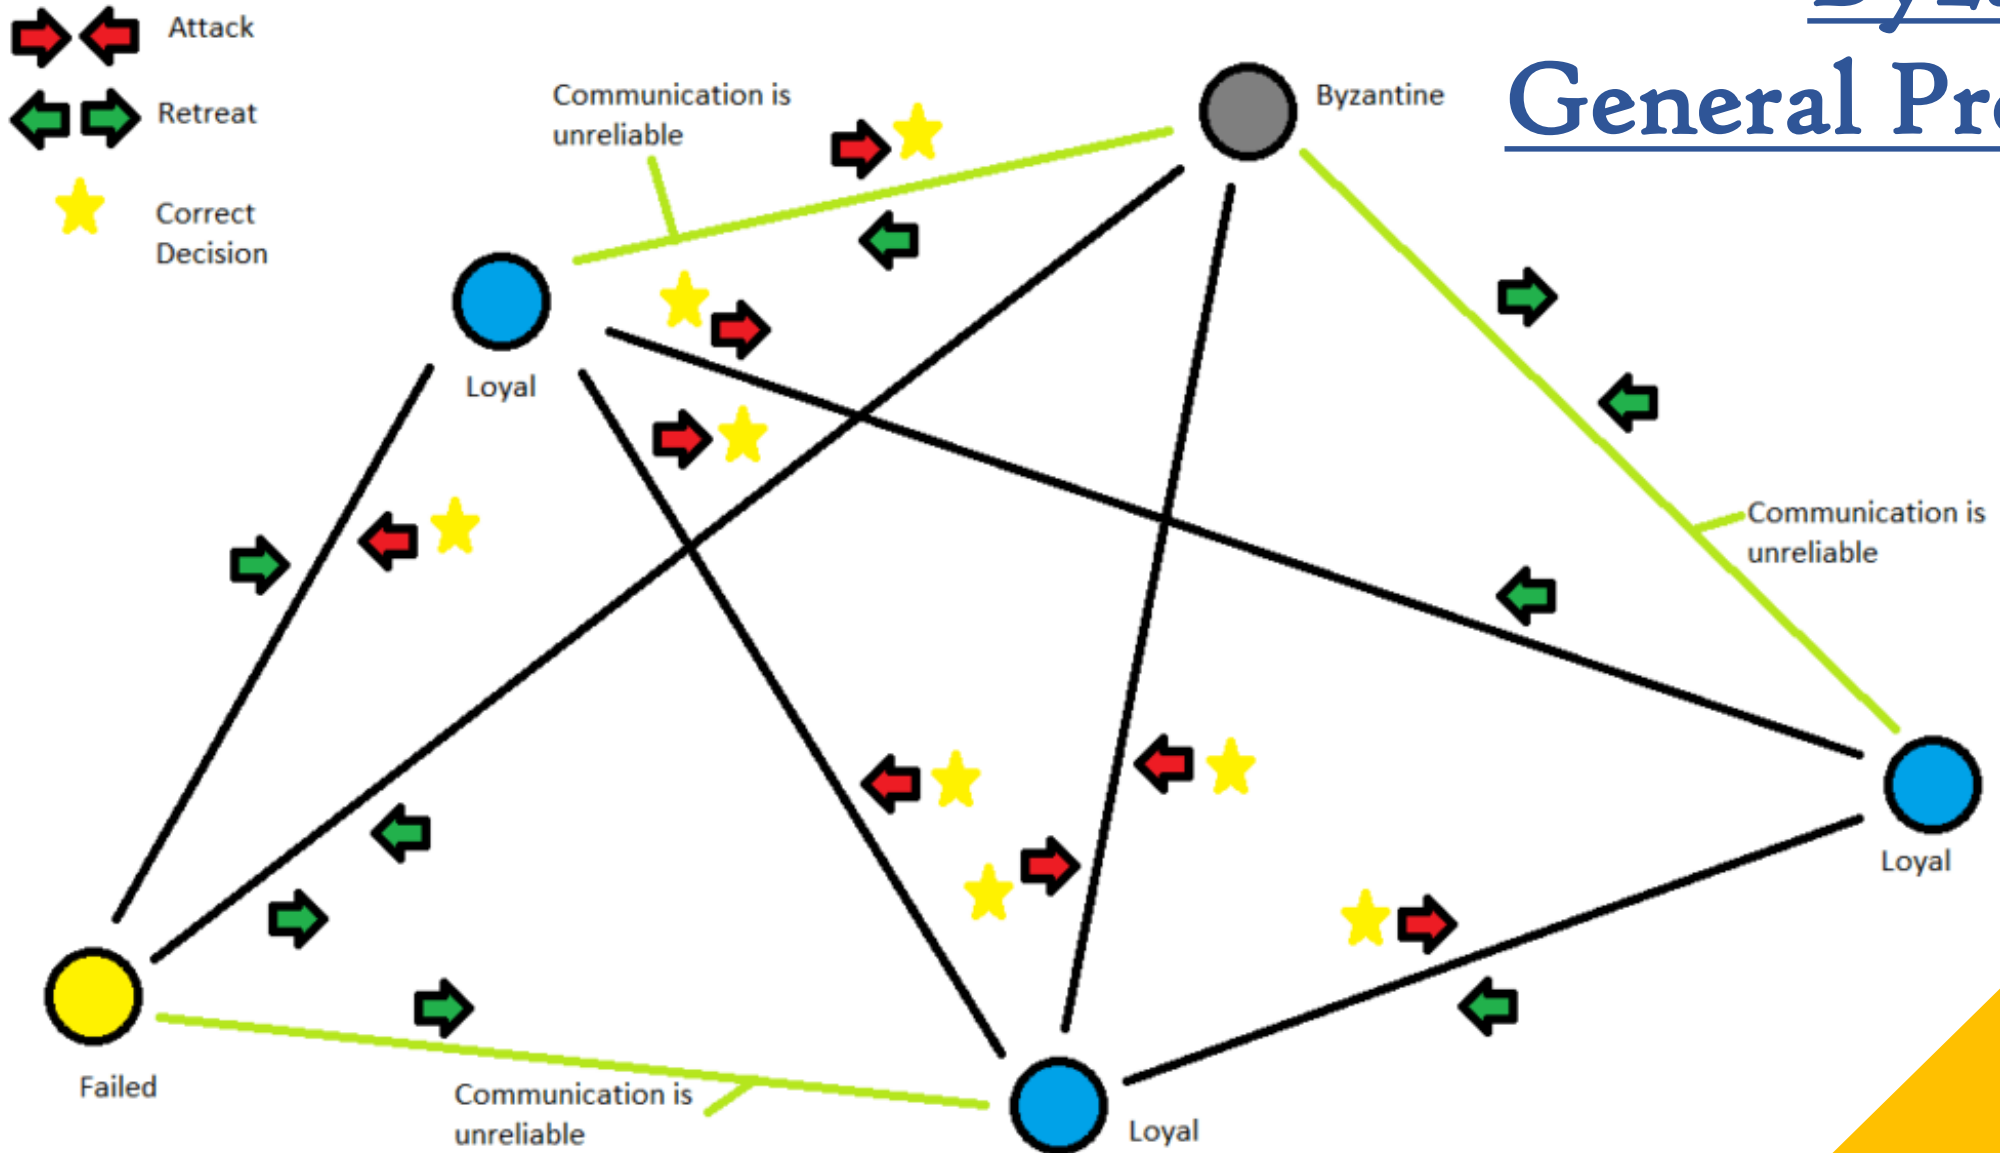 Attack
Retreat
Correct
Decision
Communication is
unreliable
Byzantine
General Pr
Loyal
Communication is
unreliable
Loyal
Failed
Communication is
unreliable
Loyal